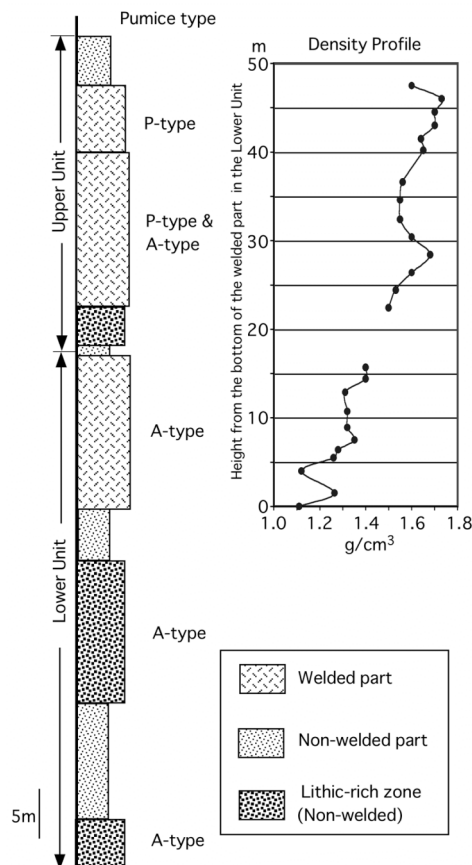 Pumice type
m
Density Profile
50
40
30
20
10
0
1.0
1.2
1.4
1.6
1.8
g/cm³
Height from the bottom of the welded part in the Lower Unit
Upper Unit
P-type
P-type &
A-type
A-type
Lower Unit
A-type
A-type
5m
Welded part
Non-welded part
Lithic-rich zone
(Non-welded)